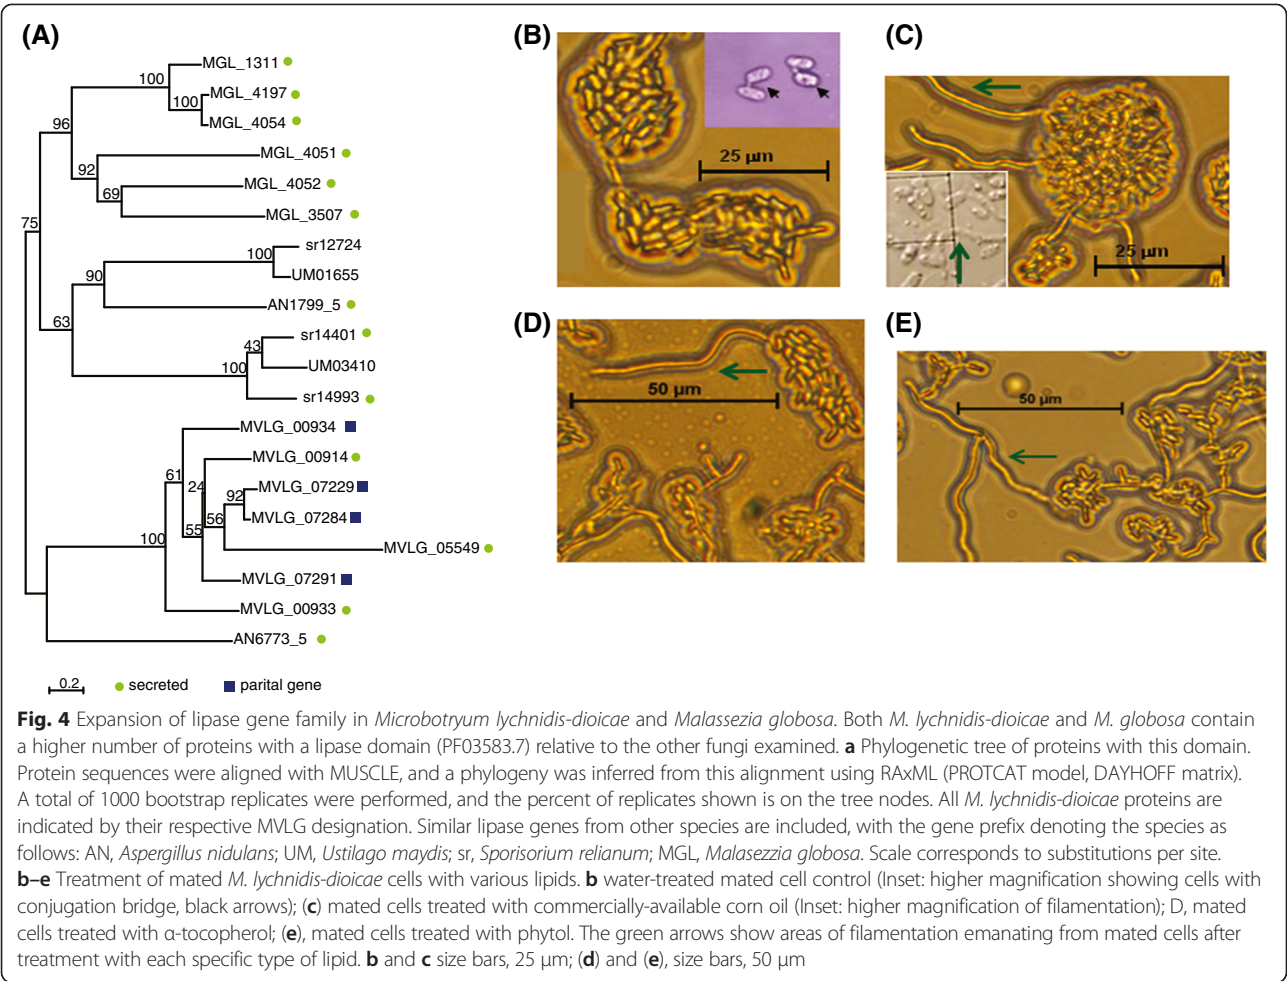 (A)
MGL_1311
100
MGL_4197
100
MGL_4054
96
MGL_4051
92
MGL_4052
69
MGL_3507
75
sr12724
100
UM01655
90
AN1799_5
63
sr14401
43
UM03410
100
sr14993
MVLG_00934
61
MVLG_00914
24
MVLG_07229
92
MVLG_07284
56
55
100
MVLG_05549
MVLG_07291
MVLG_00933
AN6773_5
0.2
secreted
parital gene
(B)
25 µm
(C)
25 µm
(D)
50 µm
(E)
50 µm
Fig. 4 Expansion of lipase gene family in Microbotryum lychnidis-dioicae and Malassezia globosa. Both M. lychnidis-dioicae and M. globosa contain
a higher number of proteins with a lipase domain (PF03583.7) relative to the other fungi examined. a Phylogenetic tree of proteins with this domain.
Protein sequences were aligned with MUSCLE, and a phylogeny was inferred from this alignment using RAxML (PROTCAT model, DAYHOFF matrix).
A total of 1000 bootstrap replicates were performed, and the percent of replicates shown is on the tree nodes. All M. lychnidis-dioicae proteins are
indicated by their respective MVLG designation. Similar lipase genes from other species are included, with the gene prefix denoting the species as
follows: AN, Aspergillus nidulans; UM, Ustilago maydis; sr, Sporisorium relianum; MGL, Malasezzia globosa. Scale corresponds to substitutions per site.
b–e Treatment of mated M. lychnidis-dioicae cells with various lipids. b water-treated mated cell control (Inset: higher magnification showing cells with
conjugation bridge, black arrows); (c) mated cells treated with commercially-available corn oil (Inset: higher magnification of filamentation); D, mated
cells treated with α-tocopherol; (e), mated cells treated with phytol. The green arrows show areas of filamentation emanating from mated cells after
treatment with each specific type of lipid. b and c size bars, 25 µm; (d) and (e), size bars, 50 µm